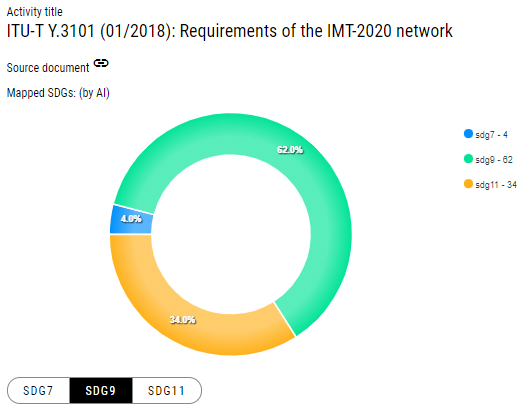 Activity title
ITU-T Y.3101 (01/2018): Requirements of the IMT-2020 network
Source document
Mapped SDGs: (by AI)
62.0%
sdg7 - 4
sdg9 - 62
sdg11 - 34
4.0%
34.0%
SDG7 SDG9 SDG11